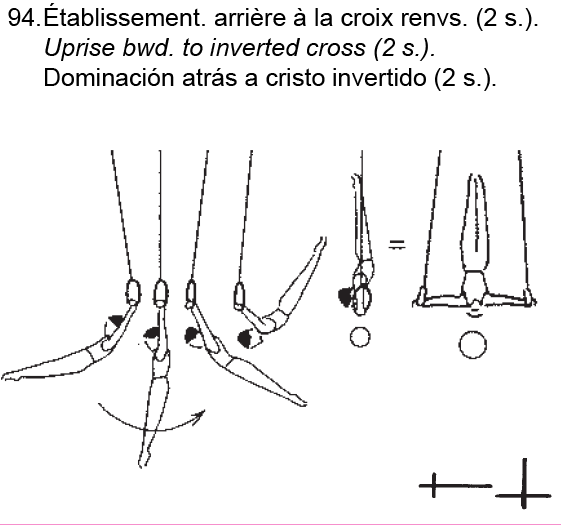 94.Établissement. arrière à la croix renvs. (2 s.).
Uprise bwd. to inverted cross (2 s.).
Dominación atrás a cristo invertido (2 s.).
=